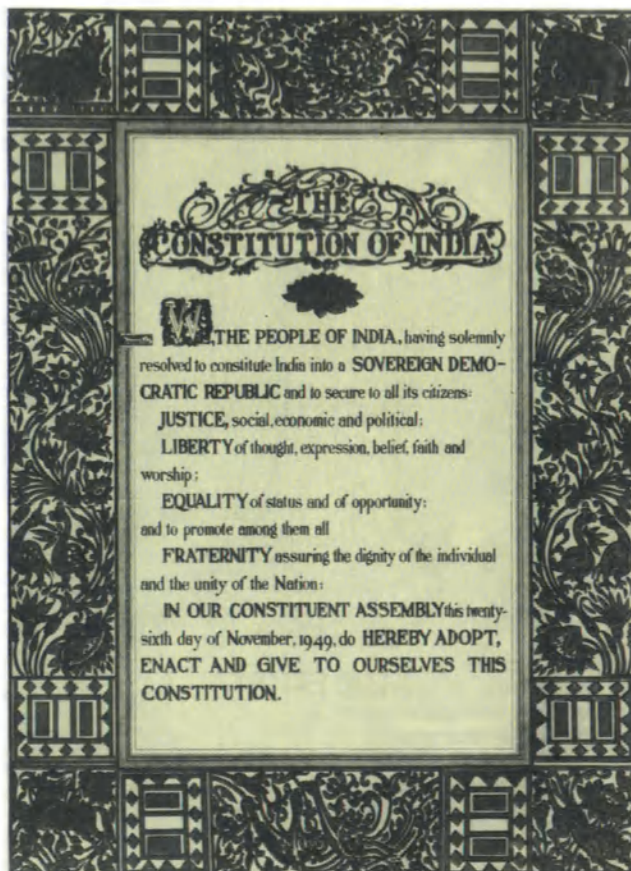 THE
CONSTITUTION OF INDIA
WE, THE PEOPLE OF INDIA, having solemnly
resolved to constitute India into a SOVEREIGN DEMO-
CRATIC REPUBLIC and to secure to all its citizens:
JUSTICE, social, economic and political;
LIBERTY of thought, expression, belief, faith and
worship;
EQUALITY of status and of opportunity;
and to promote among them all
FRATERNITY assuring the dignity of the individual
and the unity of the Nation;
IN OUR CONSTITUENT ASSEMBLY this twenty-
sixth day of November, 1949, do HEREBY ADOPT,
ENACT AND GIVE TO OURSELVES THIS
CONSTITUTION.